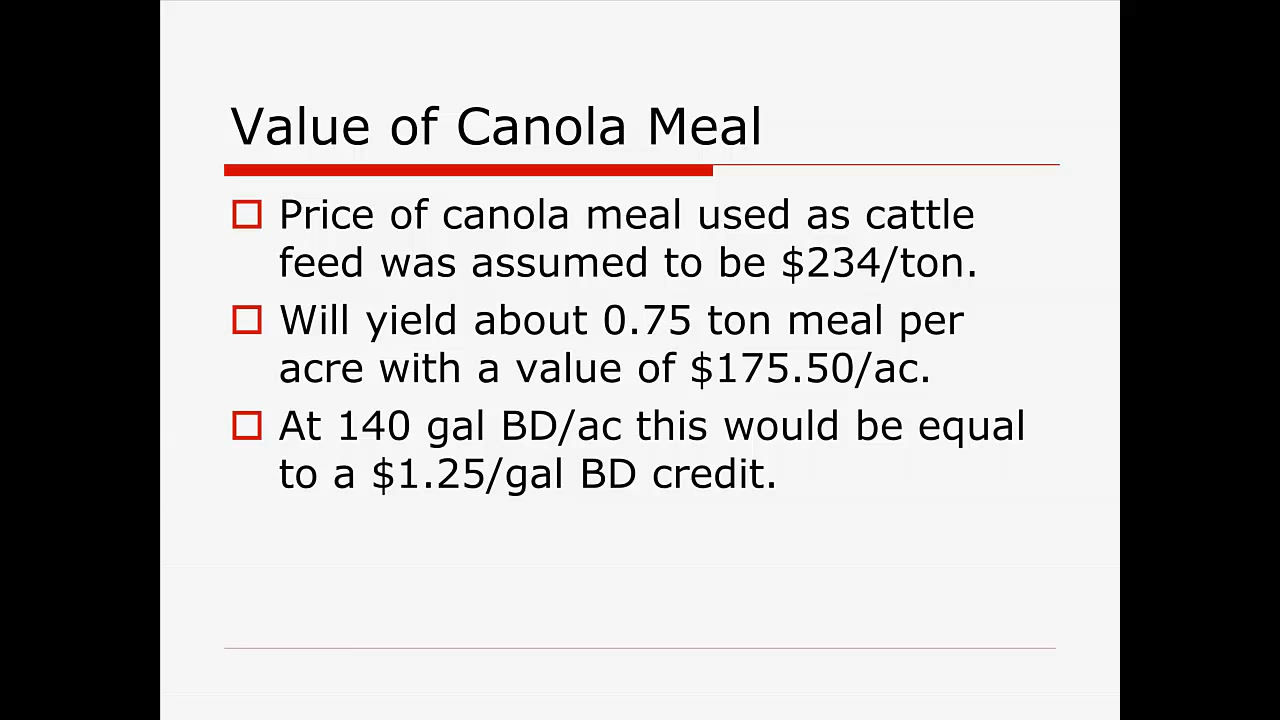 Value of Canola Meal
Price of canola meal used as cattle
feed was assumed to be $234/ton.
Will yield about 0.75 ton meal per
acre with a value of $175.50/ac.
At 140 gal BD/ac this would be equal
to a $1.25/gal BD credit.